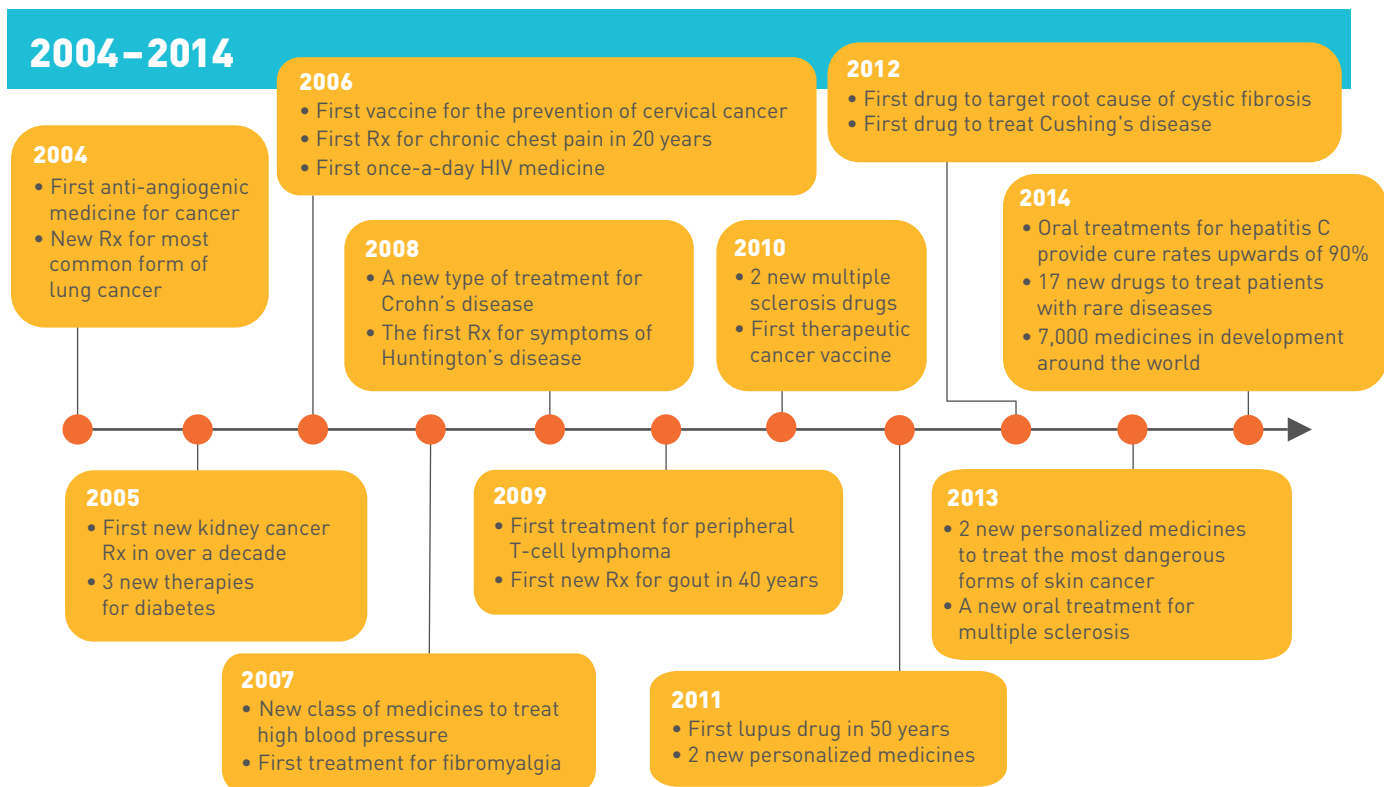 2004–2014
2004
• First anti-angiogenic
medicine for cancer
• New Rx for most
common form of
lung cancer
2005
• First new kidney cancer
Rx in over a decade
• 3 new therapies
for diabetes
2006
• First vaccine for the prevention of cervical cancer
• First Rx for chronic chest pain in 20 years
• First once-a-day HIV medicine
2007
• New class of medicines to treat
high blood pressure
• First treatment for fibromyalgia
2008
• A new type of treatment for
Crohn's disease
• The first Rx for symptoms of
Huntington's disease
2009
• First treatment for peripheral
T-cell lymphoma
• First new Rx for gout in 40 years
2010
• 2 new multiple
sclerosis drugs
• First therapeutic
cancer vaccine
2011
• First lupus drug in 50 years
• 2 new personalized medicines
2012
• First drug to target root cause of cystic fibrosis
• First drug to treat Cushing's disease
2013
• 2 new personalized medicines
to treat the most dangerous
forms of skin cancer
• A new oral treatment for
multiple sclerosis
2014
• Oral treatments for hepatitis C
provide cure rates upwards of 90%
• 17 new drugs to treat patients
with rare diseases
• 7,000 medicines in development
around the world